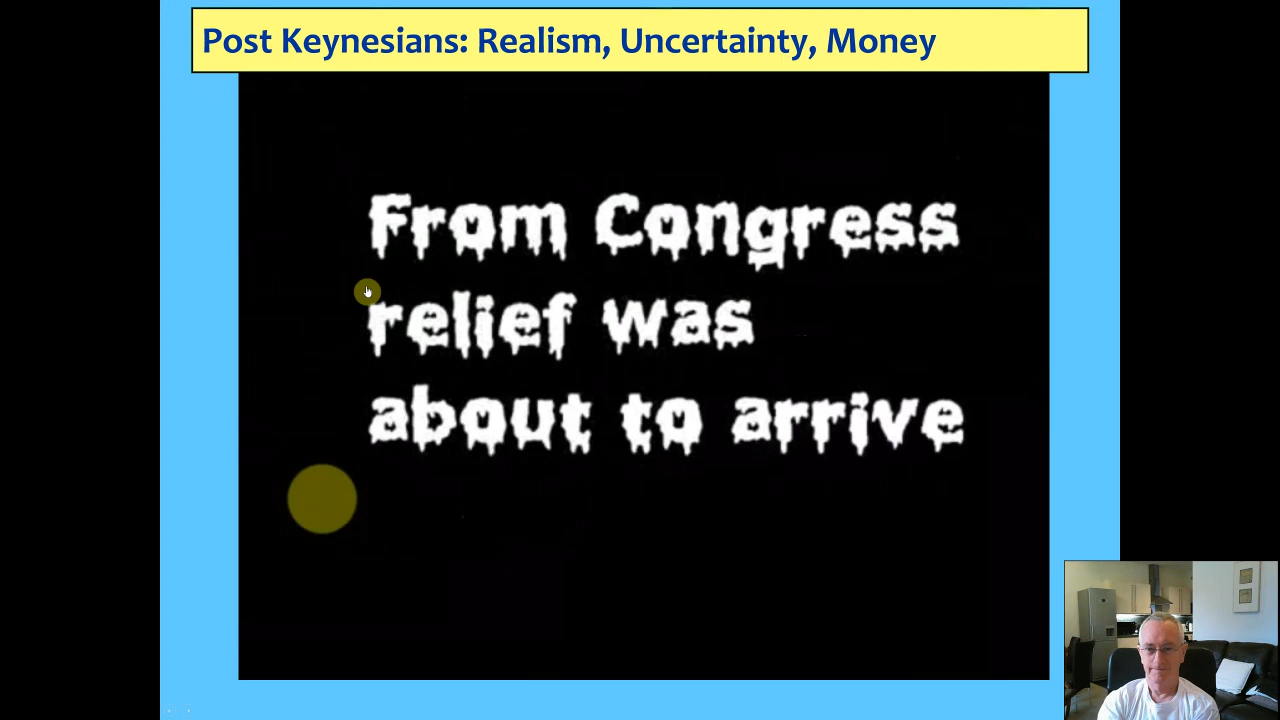 Post Keynesians: Realism, Uncertainty, Money
From Congress
relief was
about to arrive